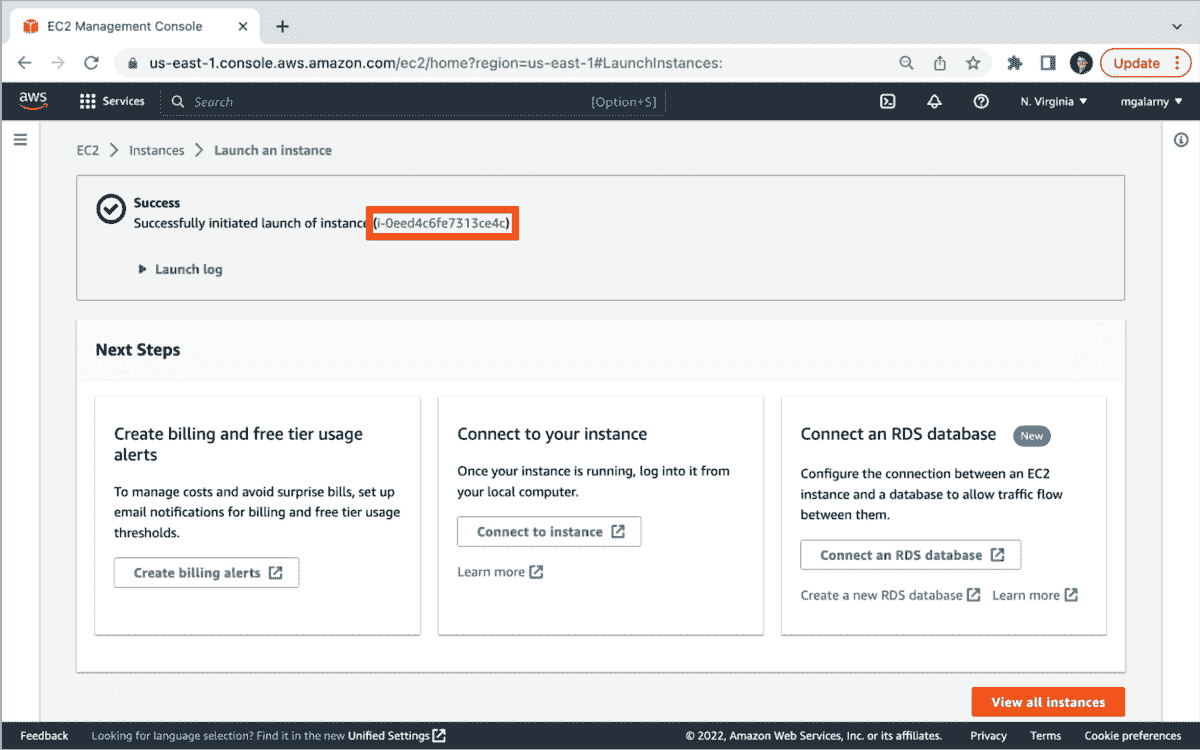 EC2 Management Console
us-east-1.console.aws.amazon.com/ec2/home?region=us-east-1#LaunchInstances:
Update
aws
Services
Search
[Option+S]
N. Virginia
mgalarny
EC2 > Instances > Launch an instance
Success
Successfully initiated launch of instance (i-0eed4c6fe7313ce4c)
Launch log
Next Steps
Create billing and free tier usage
alerts
To manage costs and avoid surprise bills, set up
email notifications for billing and free tier usage
thresholds.
Create billing alerts
Connect to your instance
Once your instance is running, log into it from
your local computer.
Connect to instance
Learn more
Connect an RDS database
New
Configure the connection between an EC2
instance and a database to allow traffic flow
between them.
Connect an RDS database
Create a new RDS database Learn more
View all instances
Feedback
Looking for language selection? Find it in the new Unified Settings
© 2022, Amazon Web Services, Inc. or its affiliates.
Privacy
Terms
Cookie preferences